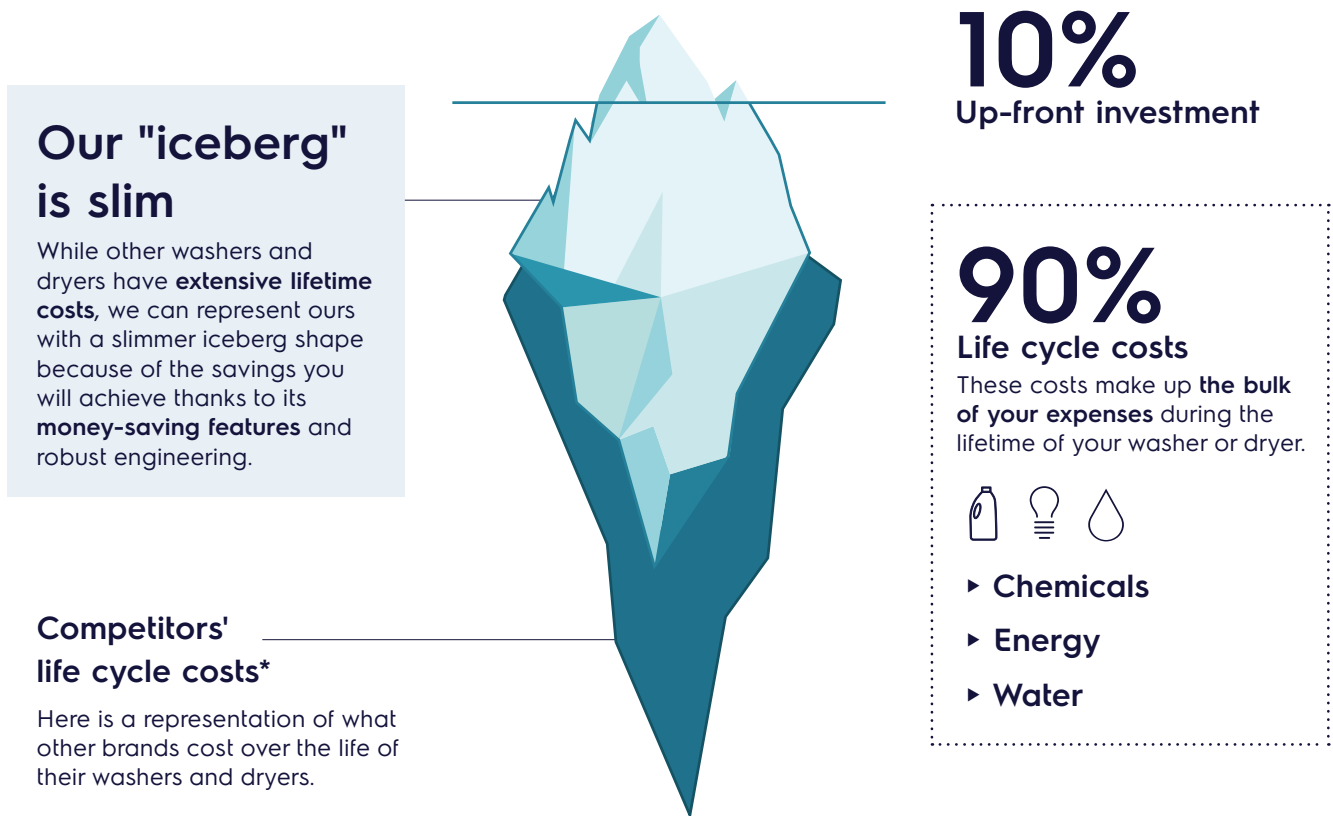 Our "iceberg"
is slim
While other washers and
dryers have extensive lifetime
costs, we can represent ours
with a slimmer iceberg shape
because of the savings you
will achieve thanks to its
money-saving features and
robust engineering.
Competitors'
life cycle costs*
Here is a representation of what
other brands cost over the life of
their washers and dryers.
10%
Up-front investment
90%
Life cycle costs
These costs make up the bulk
of your expenses during the
lifetime of your washer or dryer.
Chemicals
Energy
Water